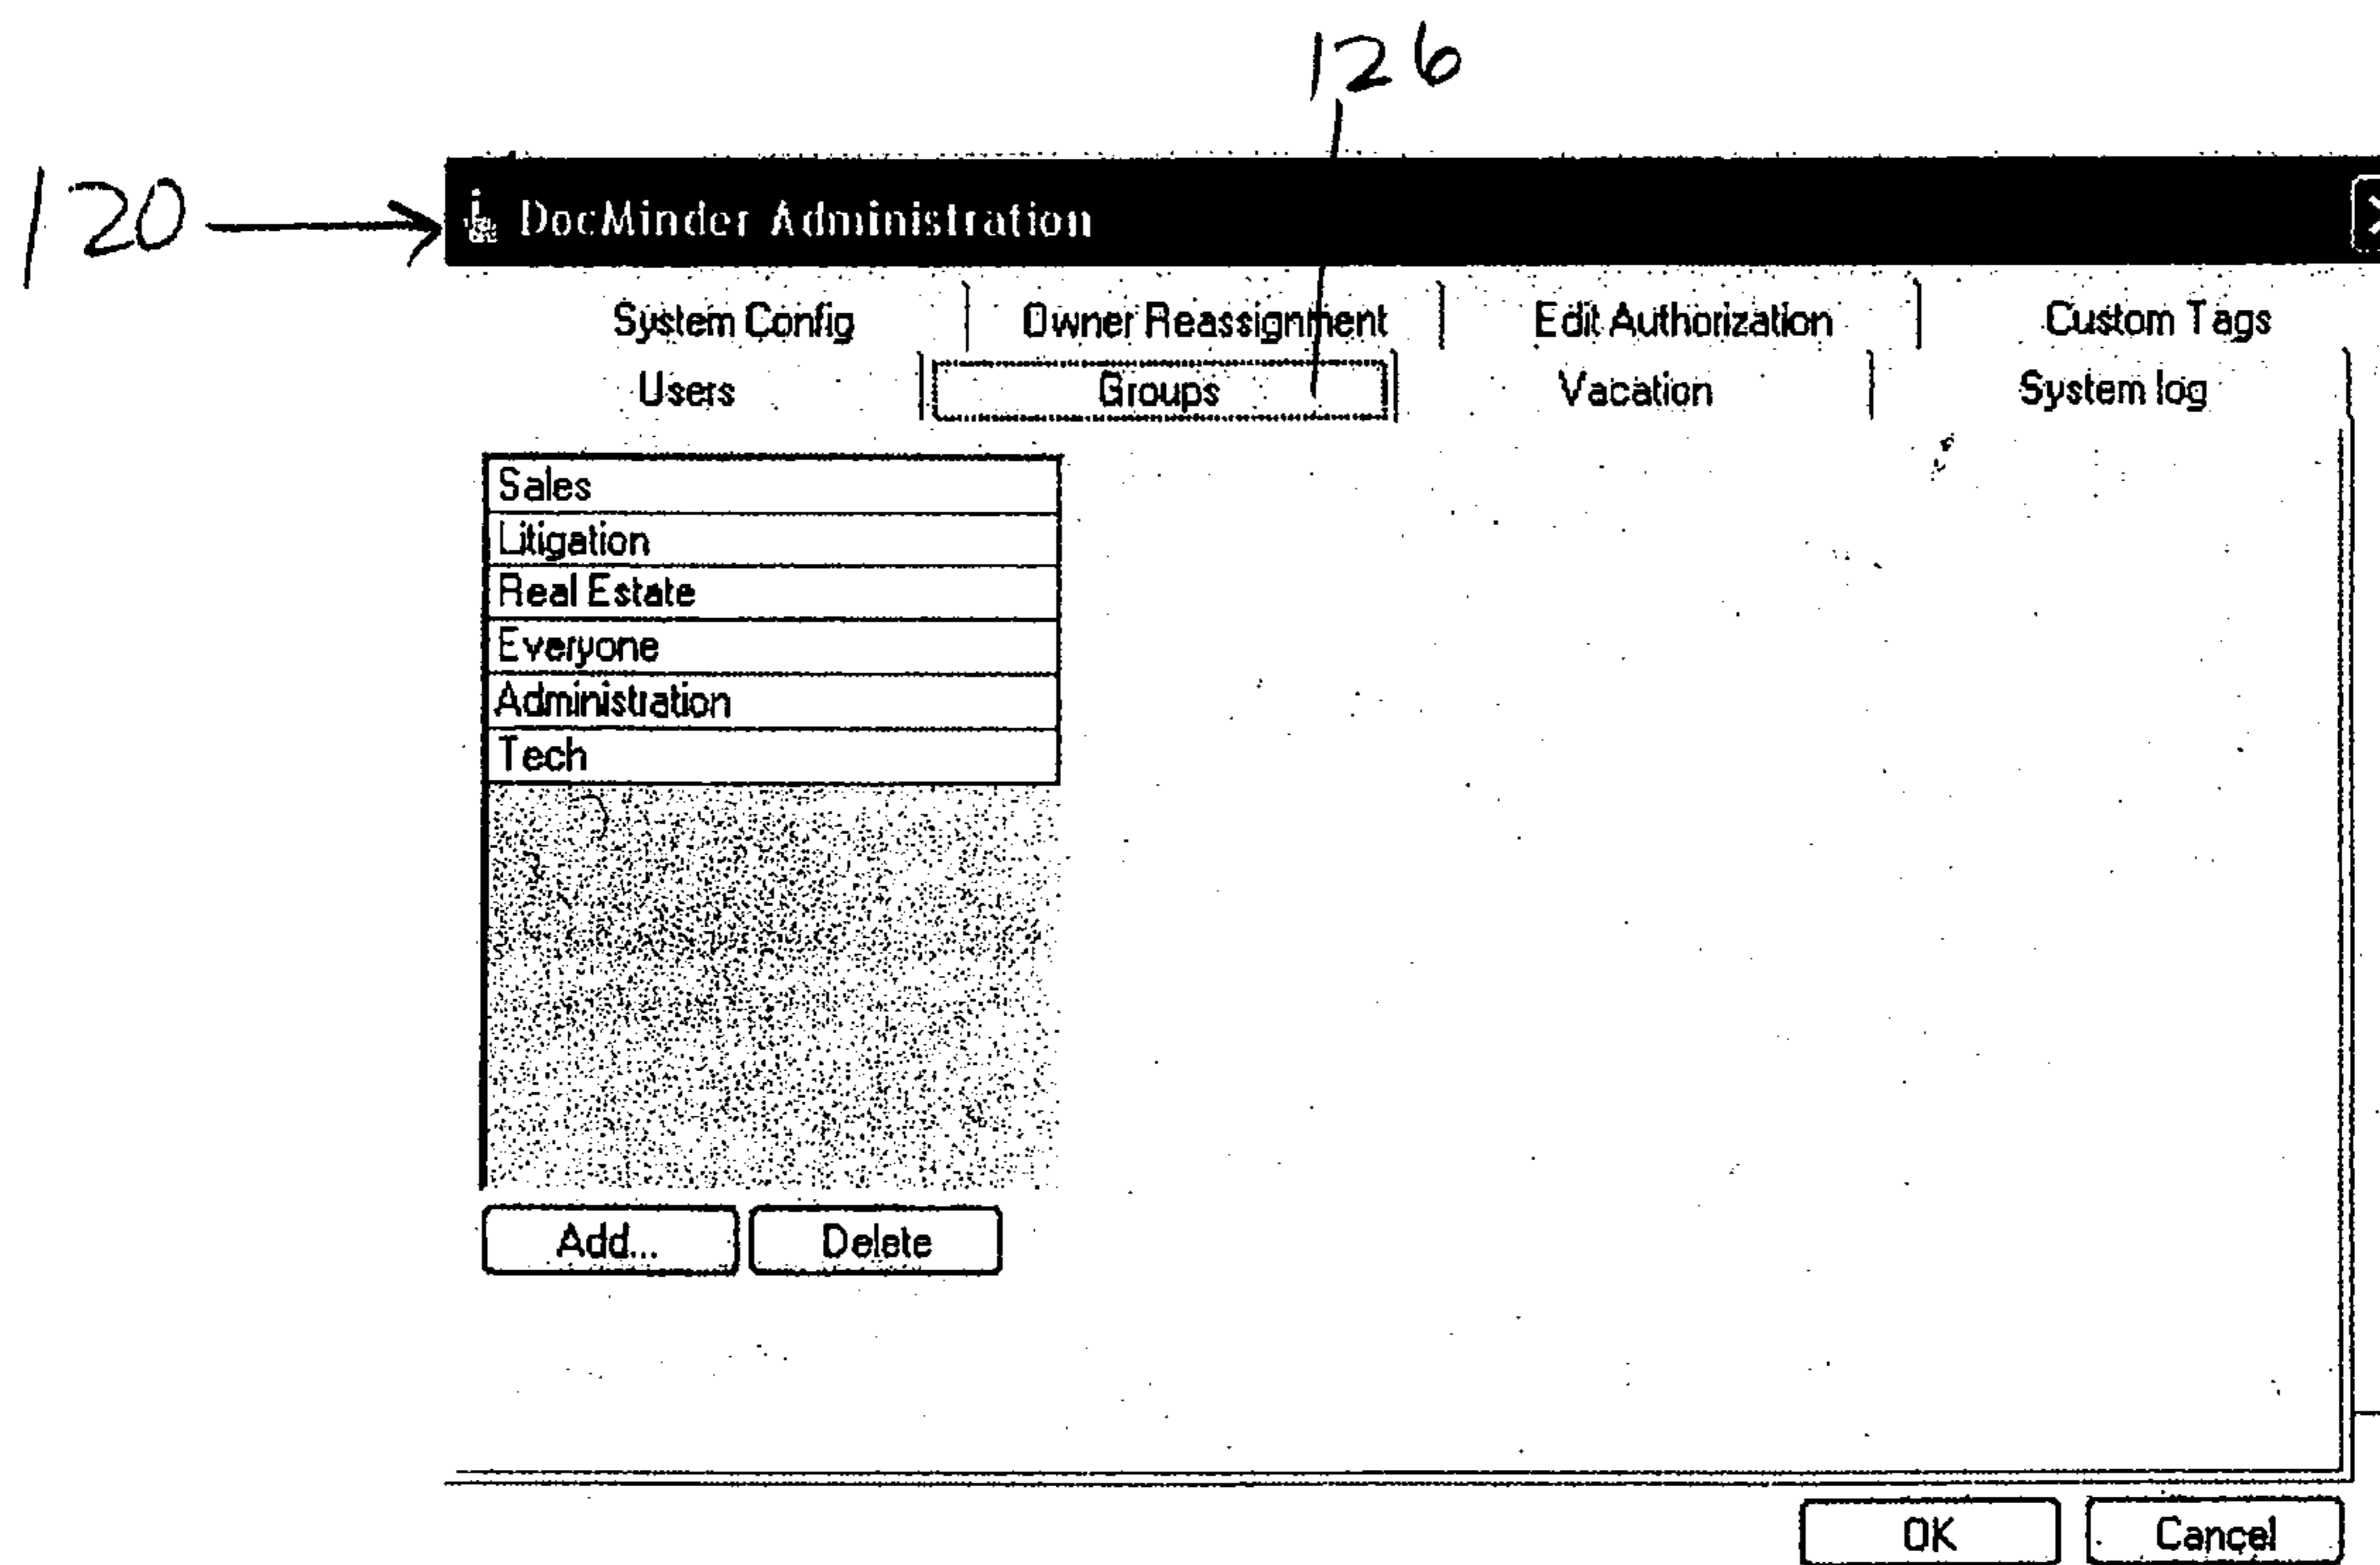 126
120
DocMinder Administration
System Config Owner Reassignment Edit Authorization Custom Tags
Users Groups Vacation System log
Sales
Litigation
Real Estate
Everyone
Administration
Tech
Add... Delete
OK Cancel